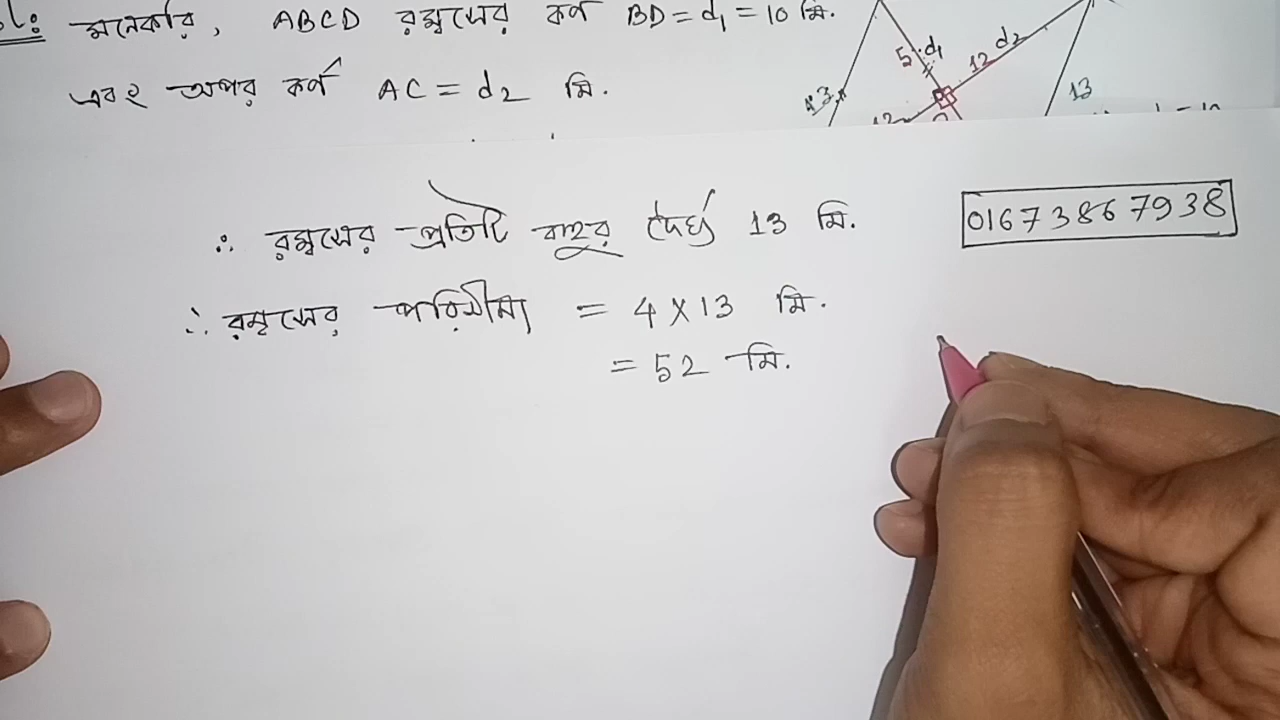 মনেকরি, ABCD রম্বসের কর্ণ BD = d₁ = 10 মি.
এবং অপর কর্ণ AC = d₂ মি.
5 d₁
12 d₂
13
13
12
∴ রম্বসের প্রতিটি বাহুর দৈর্ঘ্য 13 মি.
01673867938
∴ রম্বসের পরিসীমা = 4 × 13 মি.
= 52 মি.